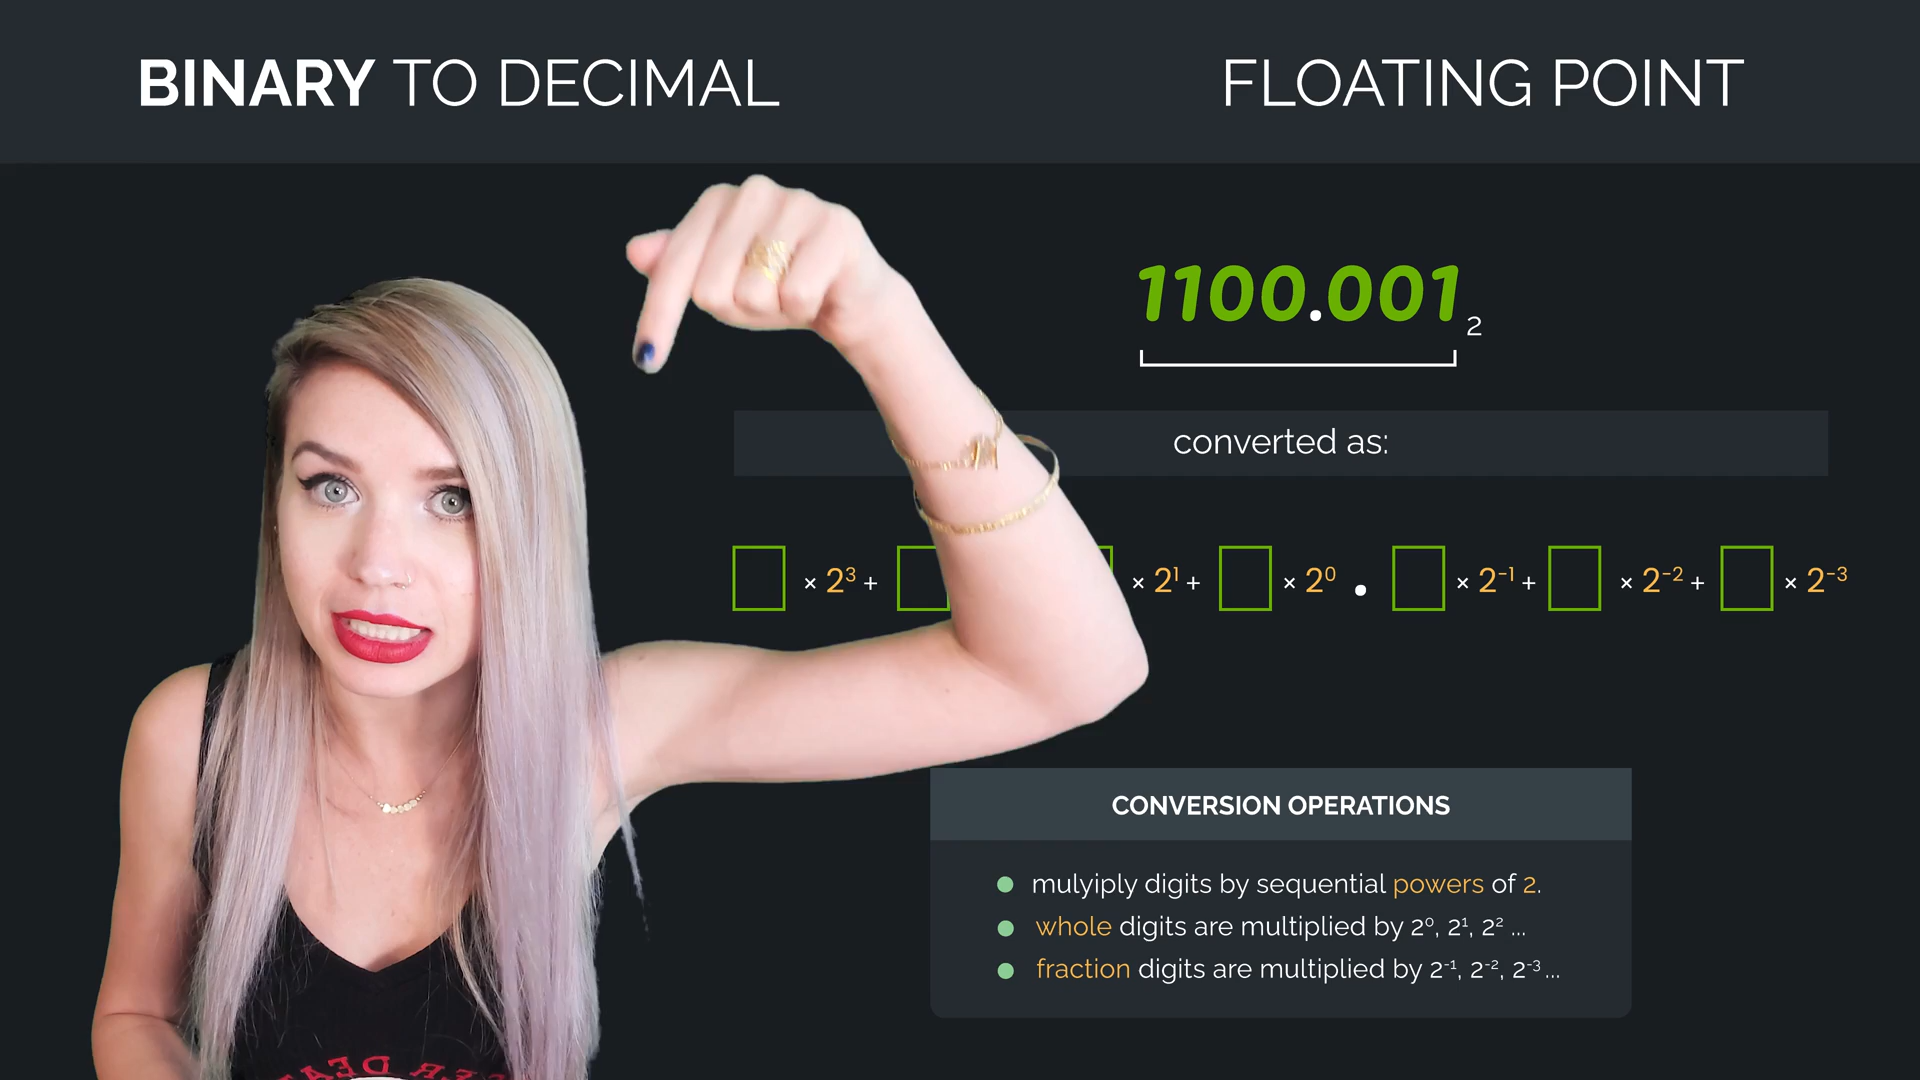 BINARY TO DECIMAL
FLOATING POINT
1100.001₂
converted as:
× 2³ + × 2¹ + × 2⁰ . × 2⁻¹ + × 2⁻² + × 2⁻³
CONVERSION OPERATIONS
mulyiply digits by sequential powers of 2.
whole digits are multiplied by 2⁰, 2¹, 2² ...
fraction digits are multiplied by 2⁻¹, 2⁻², 2⁻³ ...